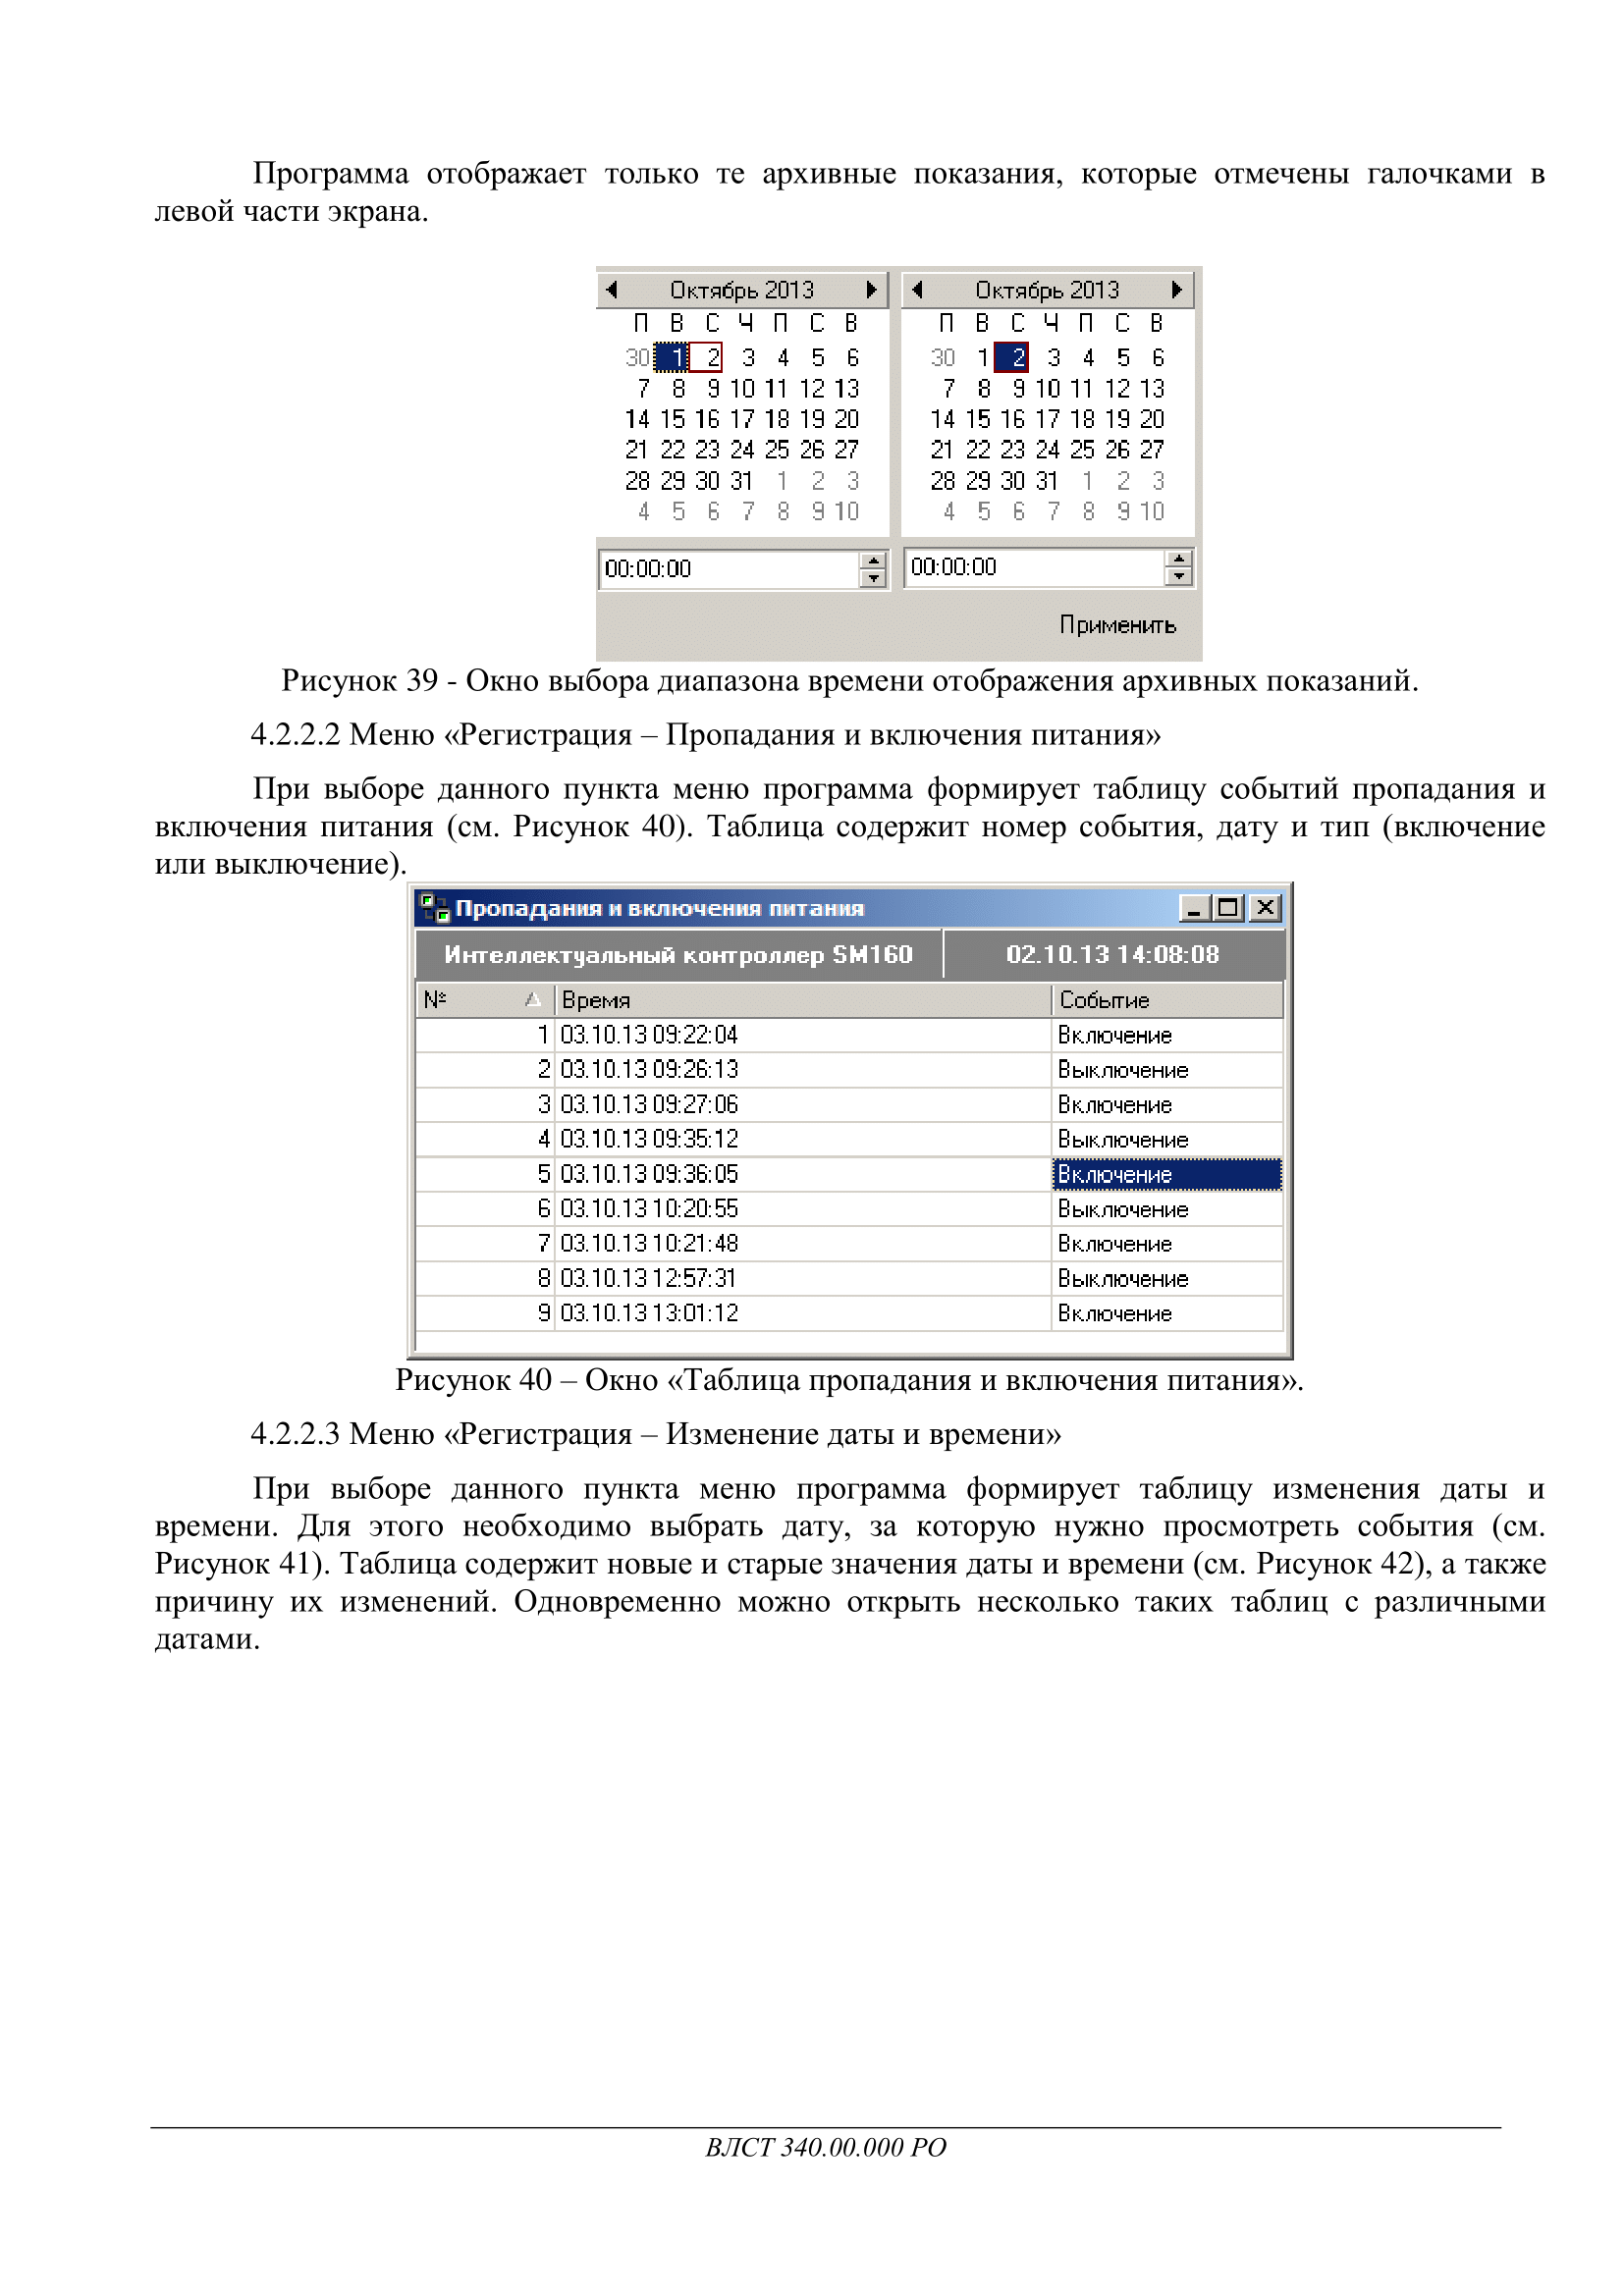 Программа отображает только те архивные показания, которые отмечены галочками в
левой части экрана.
Октябрь 2013 Октябрь 2013
П В С Ч П С В П В С Ч П С В
30 1 2 3 4 5 6 30 1 2 3 4 5 6
7 8 9 10 11 12 13 7 8 9 10 11 12 13
14 15 16 17 18 19 20 14 15 16 17 18 19 20
21 22 23 24 25 26 27 21 22 23 24 25 26 27
28 29 30 31 1 2 3 28 29 30 31 1 2 3
4 5 6 7 8 9 10 4 5 6 7 8 9 10
00:00:00 00:00:00
Применить
Рисунок 39 - Окно выбора диапазона времени отображения архивных показаний.
4.2.2.2 Меню «Регистрация – Пропадания и включения питания»
При выборе данного пункта меню программа формирует таблицу событий пропадания и
включения питания (см. Рисунок 40). Таблица содержит номер события, дату и тип (включение
или выключение).
Пропадания и включения питания
Интеллектуальный контроллер SM160 02.10.13 14:08:08
№ Время Событие
1 03.10.13 09:22:04 Включение
2 03.10.13 09:26:13 Выключение
3 03.10.13 09:27:06 Включение
4 03.10.13 09:35:12 Выключение
5 03.10.13 09:36:05 Включение
6 03.10.13 10:20:55 Выключение
7 03.10.13 10:21:48 Включение
8 03.10.13 12:57:31 Выключение
9 03.10.13 13:01:12 Включение
Рисунок 40 – Окно «Таблица пропадания и включения питания».
4.2.2.3 Меню «Регистрация – Изменение даты и времени»
При выборе данного пункта меню программа формирует таблицу изменения даты и
времени. Для этого необходимо выбрать дату, за которую нужно просмотреть события (см.
Рисунок 41). Таблица содержит новые и старые значения даты и времени (см. Рисунок 42), а также
причину их изменений. Одновременно можно открыть несколько таких таблиц с различными
датами.
ВЛСТ 340.00.000 РО